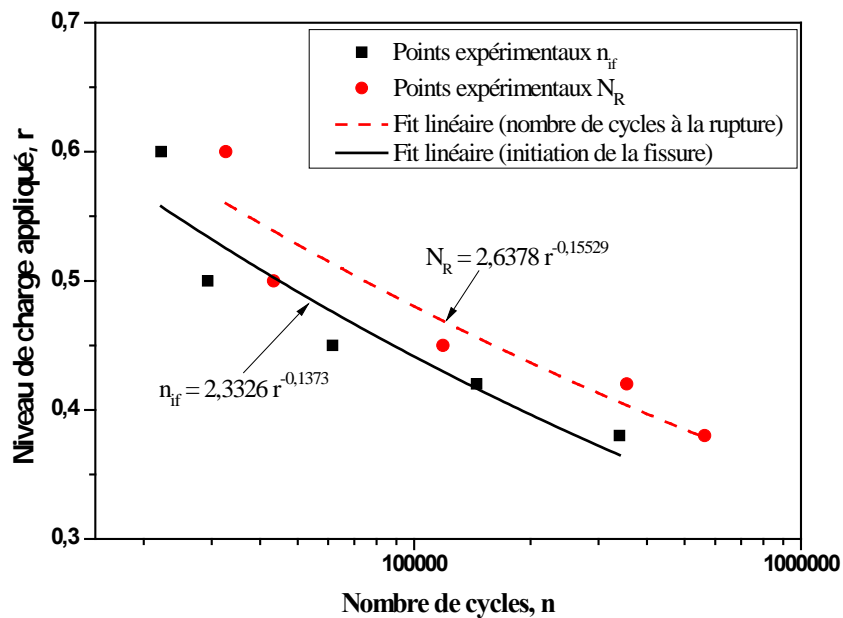 0,7
0,6
0,5
0,4
0,3
Niveau de charge appliqué, r
Points expérimentaux n_if
Points expérimentaux N_R
Fit linéaire (nombre de cycles à la rupture)
Fit linéaire (initiation de la fissure)
N_R = 2,6378 r^-0,15529
n_if = 2,3326 r^-0,1373
100000
1000000
Nombre de cycles, n